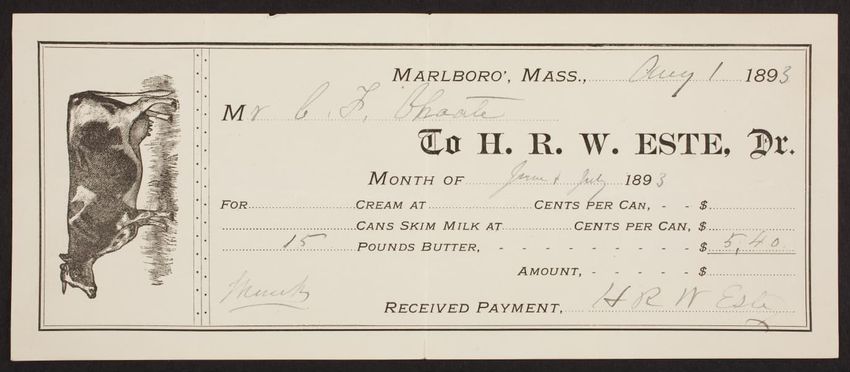 MARLBORO', MASS., Aug 1 1893
Mr C. F. Choate
To H. R. W. ESTE, Dr.
MONTH OF June & July 1893
FOR CREAM AT CENTS PER CAN, - - $
CANS SKIM MILK AT CENTS PER CAN, $
15 POUNDS BUTTER, - - - - - - - - - $ 5,40
AMOUNT, - - - - - $
RECEIVED PAYMENT, H R W Este